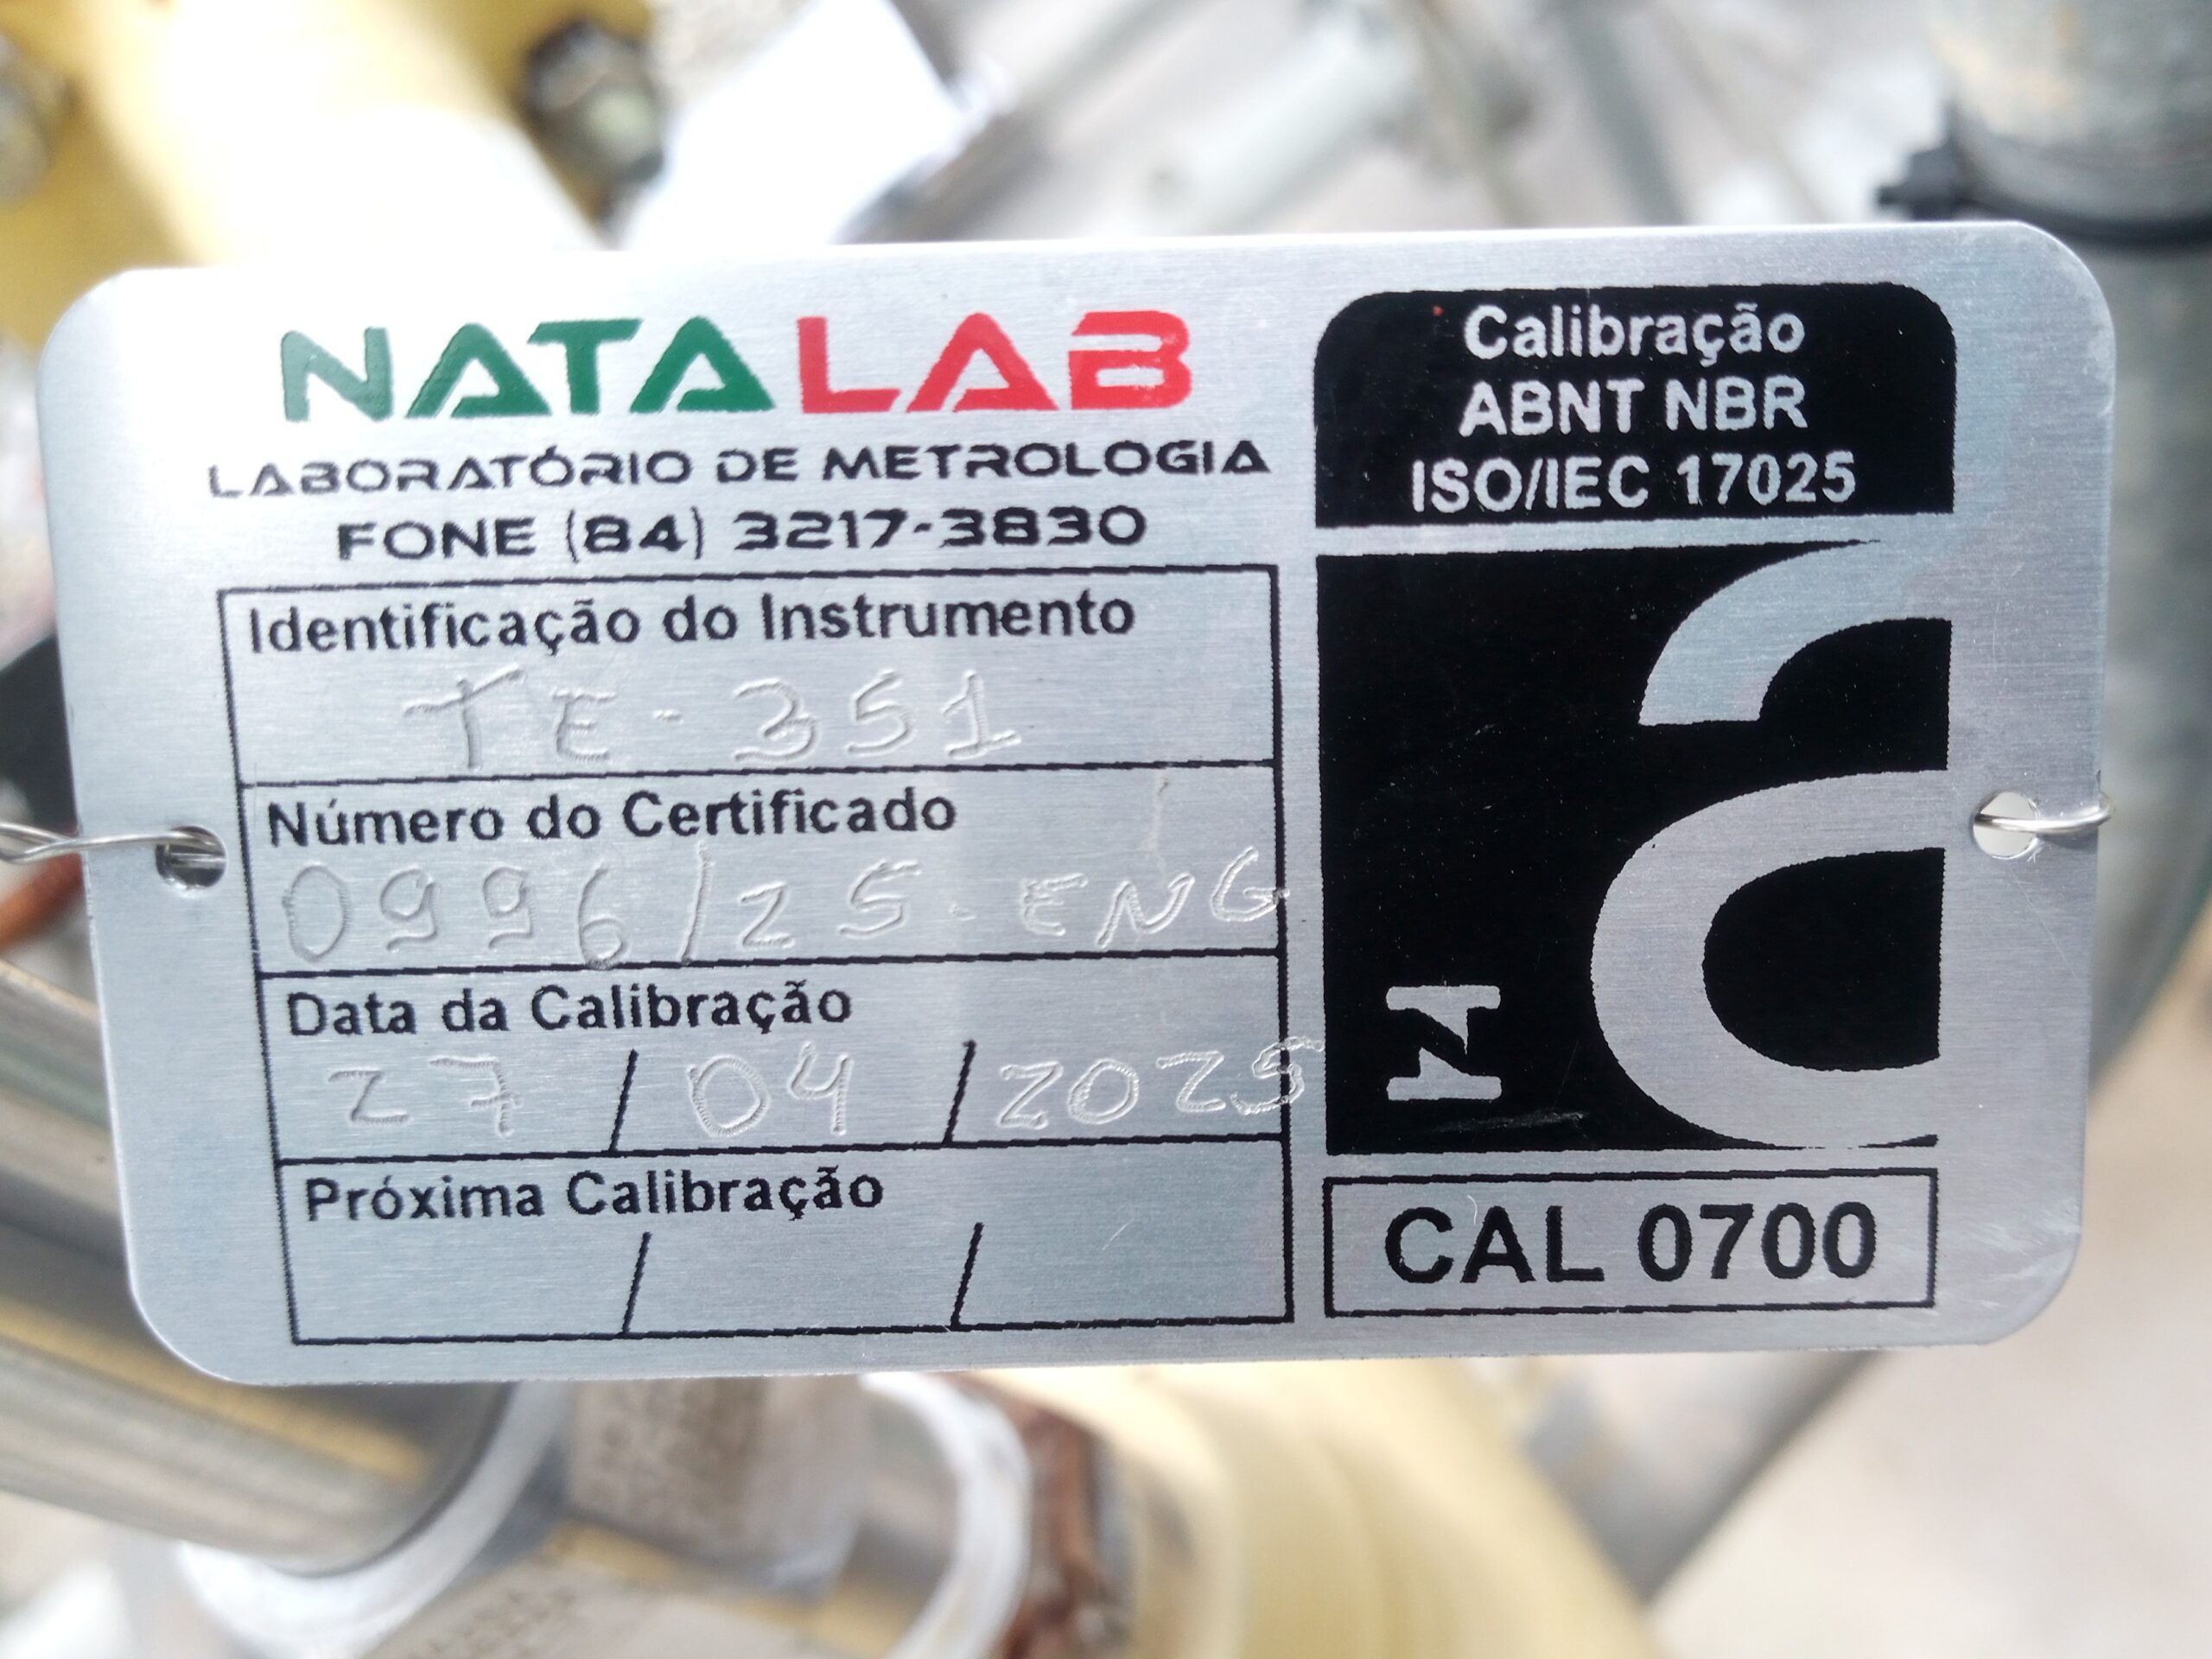 NATALAB
LABORATÓRIO DE METROLOGIA
FONE (84) 3217-3830
Identificação do Instrumento
TE-351
Número do Certificado
0996/25-ENG
Data da Calibração
27/04/2025
Próxima Calibração
/ /
Calibração
ABNT NBR
ISO/IEC 17025
CAL 0700